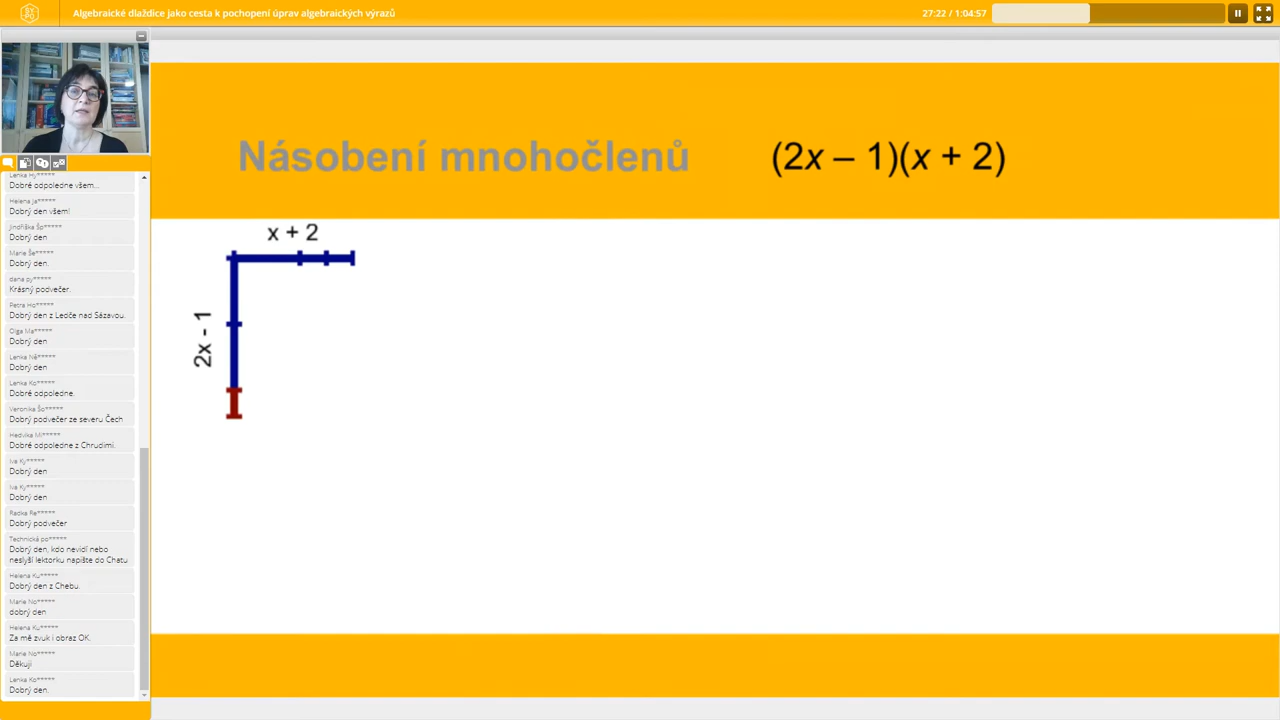 Algebraické dlaždice jako cesta k pochopení úprav algebraických výrazů
27:22 / 1:04:57
Násobení mnohočlenů (2x – 1)(x + 2)
x + 2
2x - 1
Lenka Hy*****
Dobré odpoledne všem...
Helena Ja*****
Dobrý den všem!
Jindřiška Šp*****
Dobrý den
Marie Še*****
Dobrý den.
dana py*****
Krásný podvečer.
Petra Ho*****
Dobrý den z Ledče nad Sázavou.
Olga Ma*****
Dobrý den
Lenka Ně*****
Dobrý den
Lenka Ko*****
Dobré odpoledne.
Veronika Šo*****
Dobrý podvečer ze severu Čech
Hedvika Mi*****
Dobré odpoledne z Chrudimi.
Iva Ky*****
Dobrý den
Iva Ky*****
Dobrý den
Radka Re*****
Dobrý podvečer
Technická po*****
Dobrý den, kdo nevidí nebo
neslyší lektorku napište do Chatu
Helena Ku*****
Dobrý den z Chebu.
Marie No*****
dobrý den
Helena Ku*****
Za mě zvuk i obraz OK.
Marie No*****
Děkuji
Lenka Ko*****
Dobrý den.